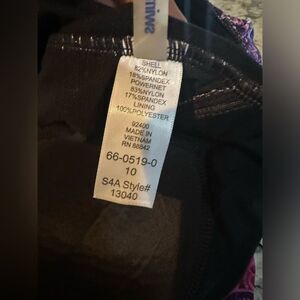 SHELL
82%NYLON
18%SPANDEX
POWERNET
83%NYLON
17%SPANDEX
LINING
100%POLYESTER
92400
MADE IN
VIETNAM
RN 86842
66-0519-0
10
S4A Style#
13040